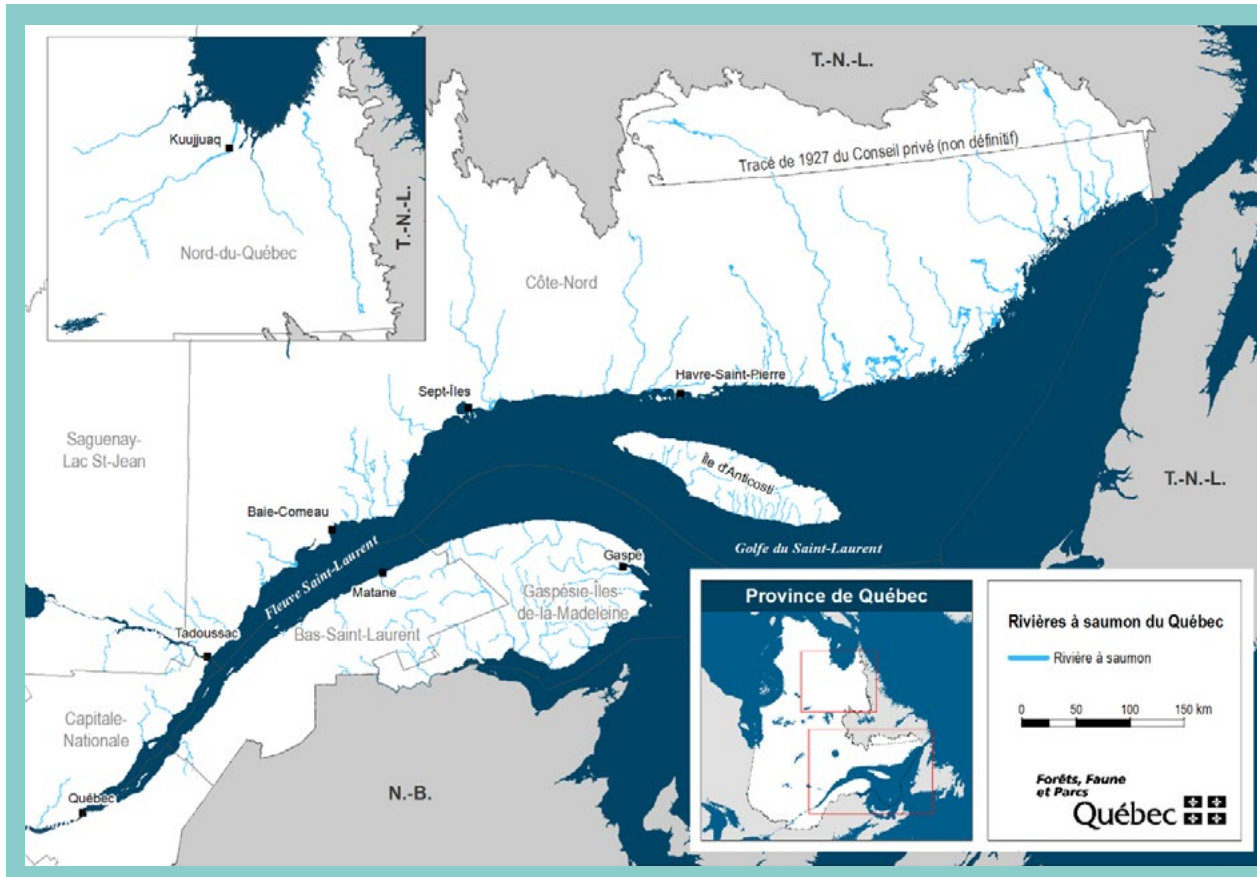 T.-N.-L.
Kuujjuaq
T.-N.-L.
Nord-du-Québec
Tracé de 1927 du Conseil privé (non définitif)
Côte-Nord
Havre-Saint-Pierre
Sept-Îles
Saguenay-
Lac St-Jean
Île d'Anticosti
T.-N.-L.
Baie-Comeau
Fleuve Saint-Laurent
Golfe du Saint-Laurent
Gaspé
Matane
Gaspésie-Îles-
de-la-Madeleine
Bas-Saint-Laurent
Tadoussac
Capitale-
Nationale
Québec
N.-B.
Province de Québec
Rivières à saumon du Québec
Rivière à saumon
0 50 100 150 km
Forêts, Faune
et Parcs
Québec